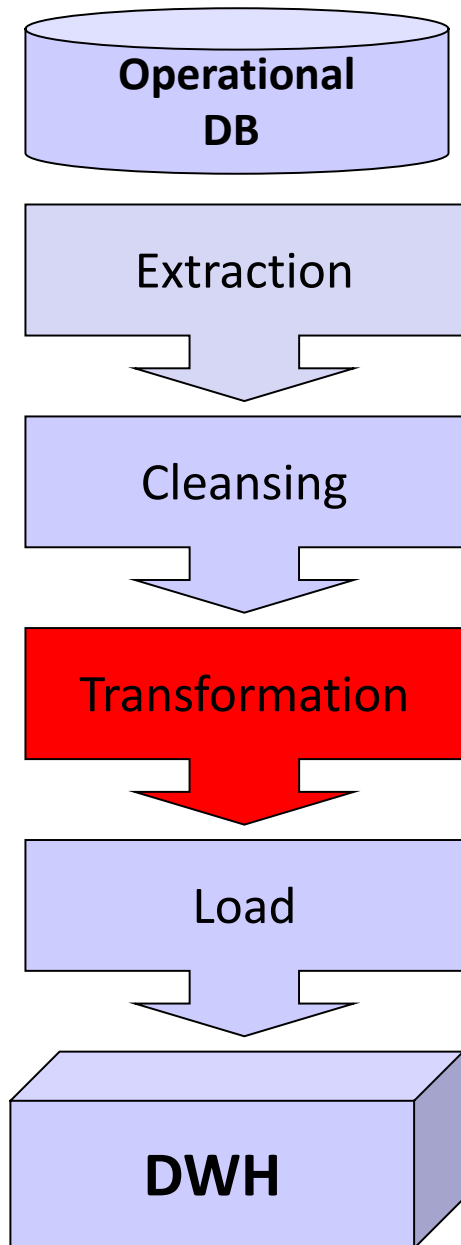 Operational
DB
Extraction
Cleansing
Transformation
Load
DWH